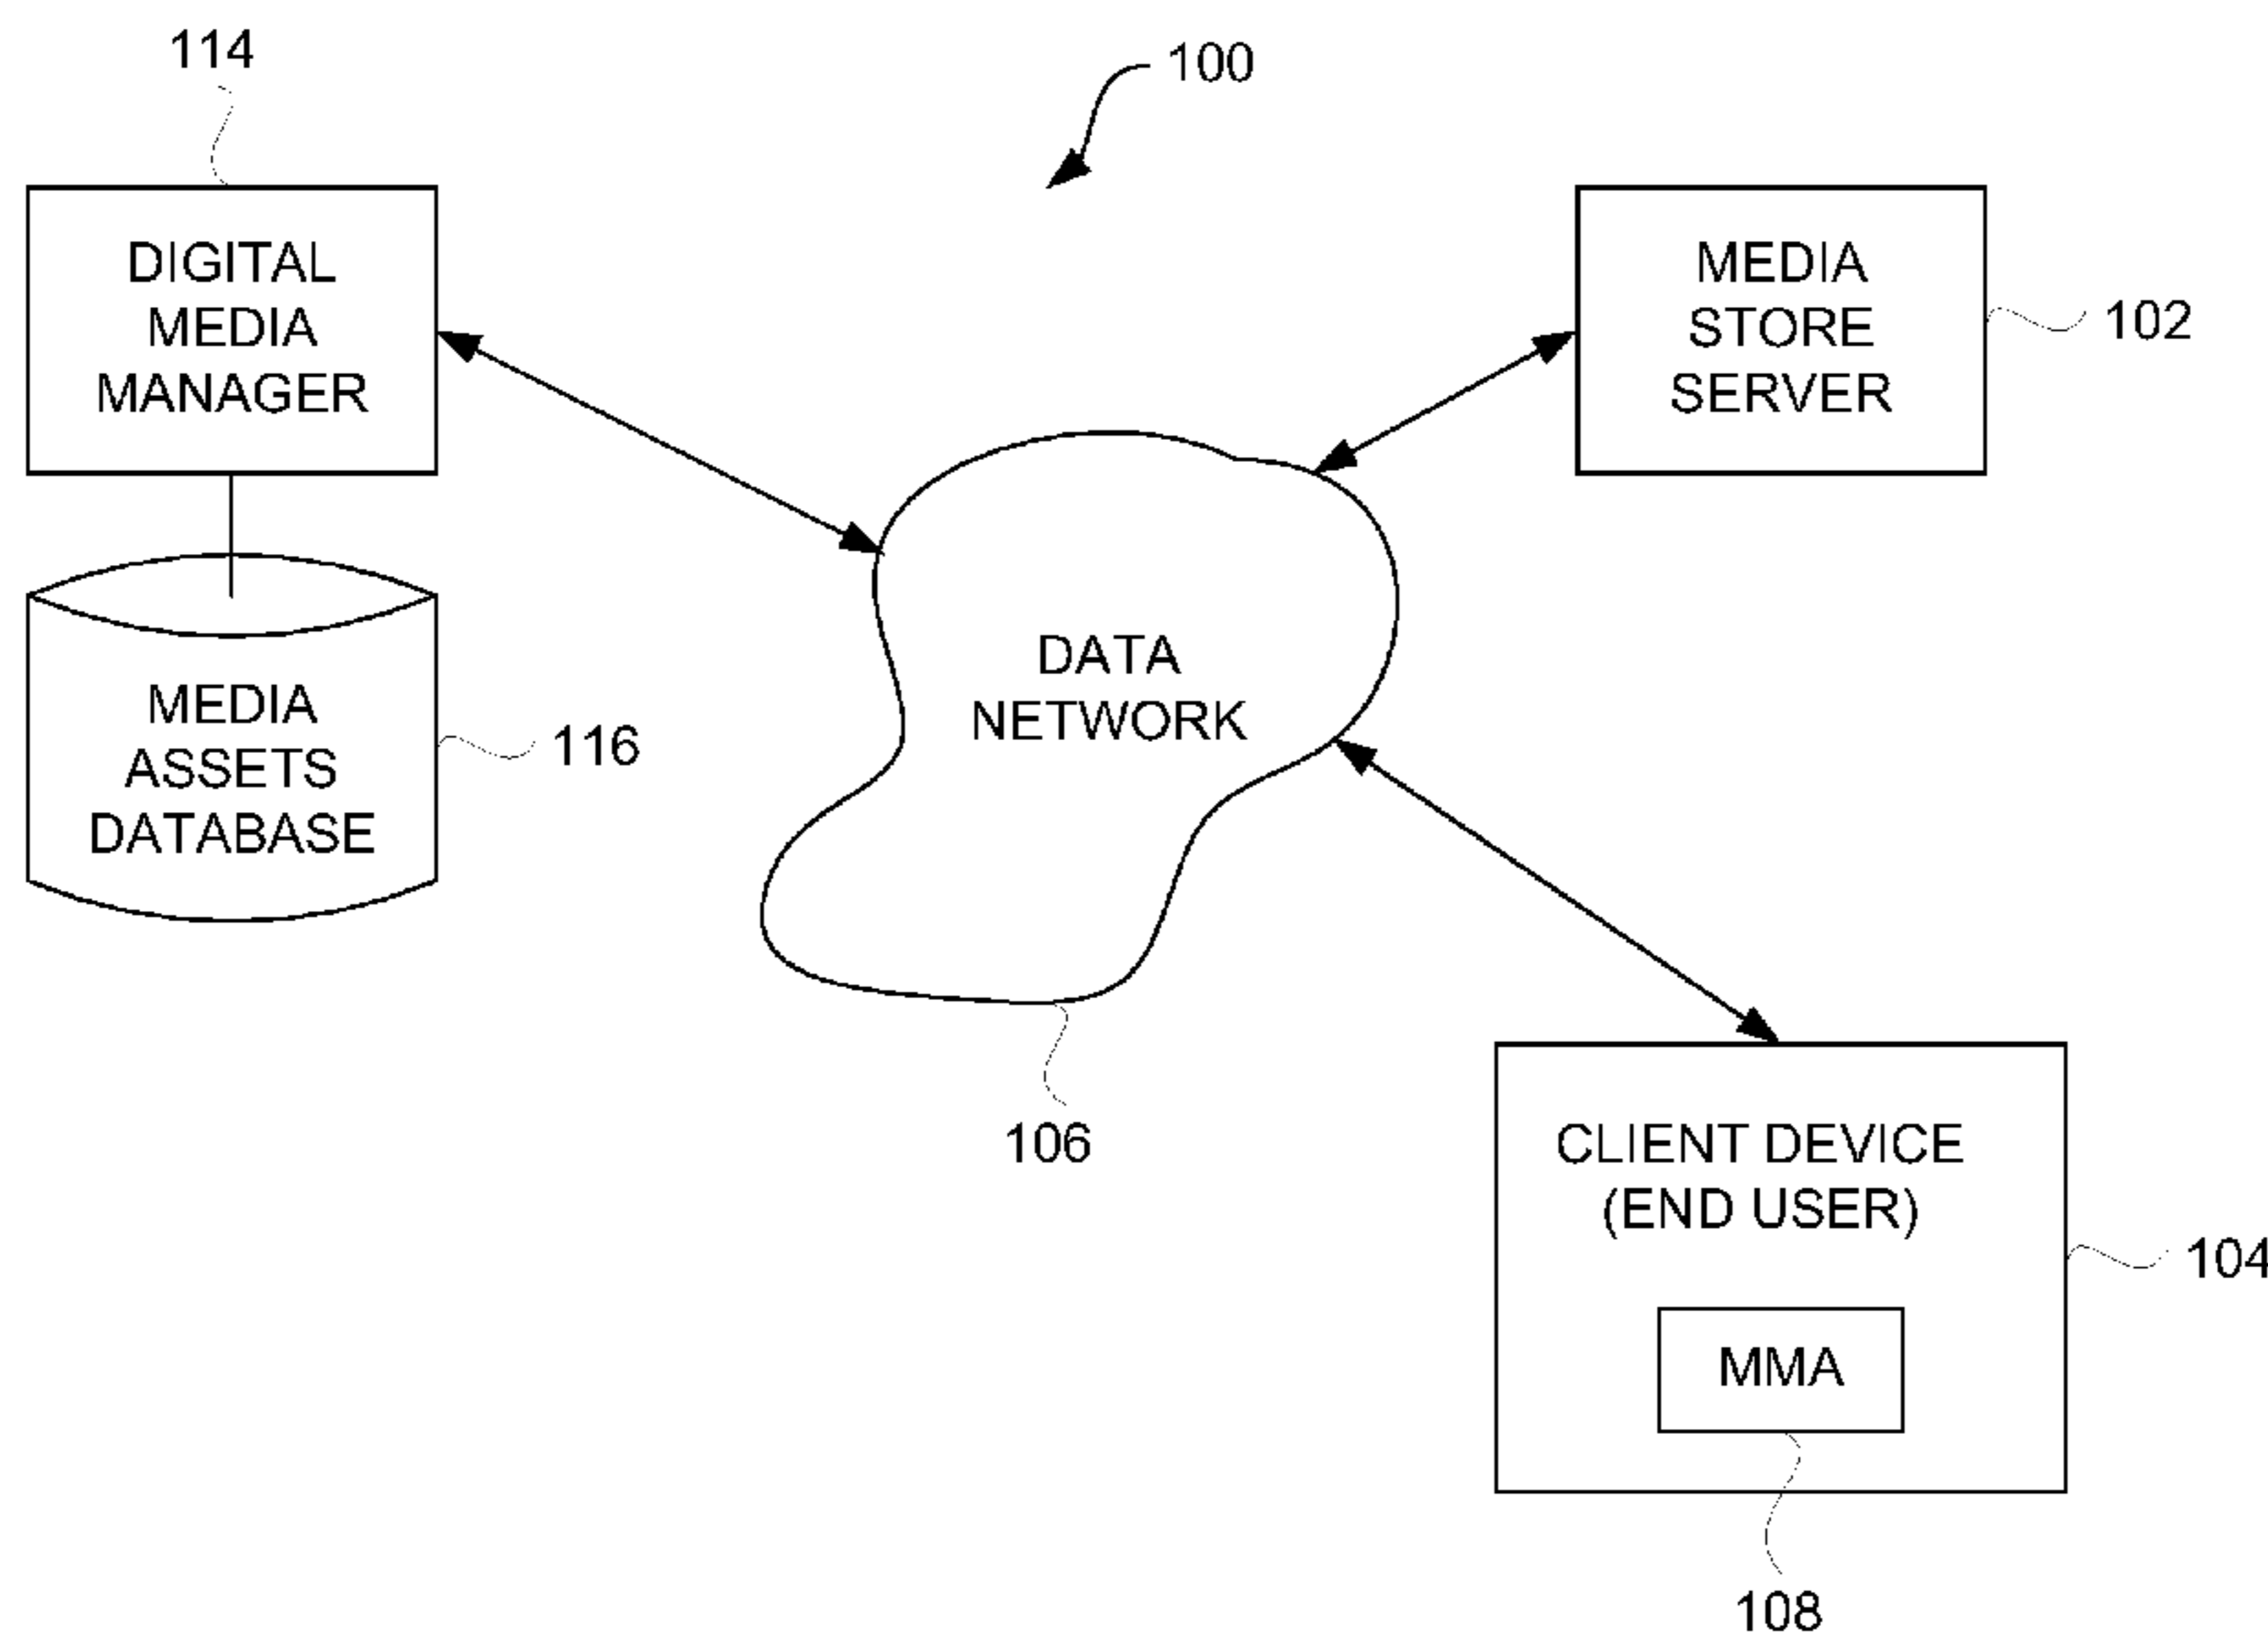 114
100
DIGITAL
MEDIA
MANAGER
MEDIA
STORE
SERVER
102
DATA
NETWORK
MEDIA
ASSETS
DATABASE
116
106
CLIENT DEVICE
(END USER)
104
MMA
108